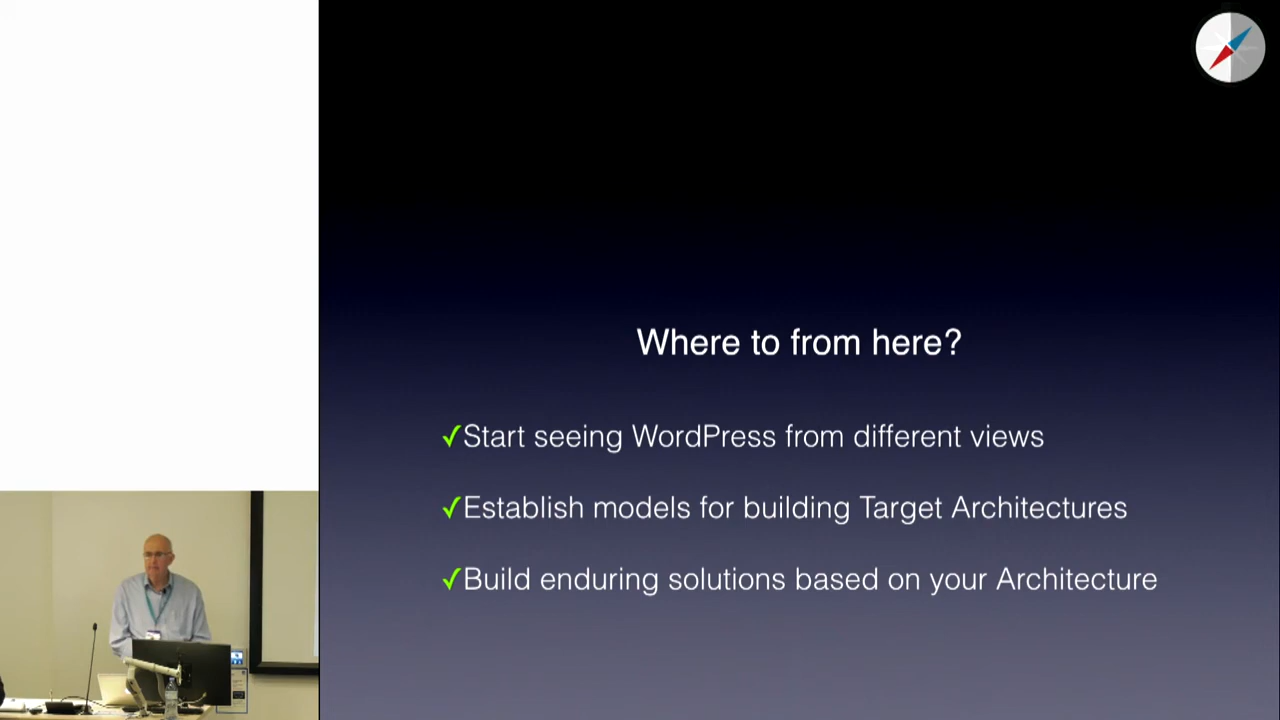 Where to from here?
✓Start seeing WordPress from different views
✓Establish models for building Target Architectures
✓Build enduring solutions based on your Architecture